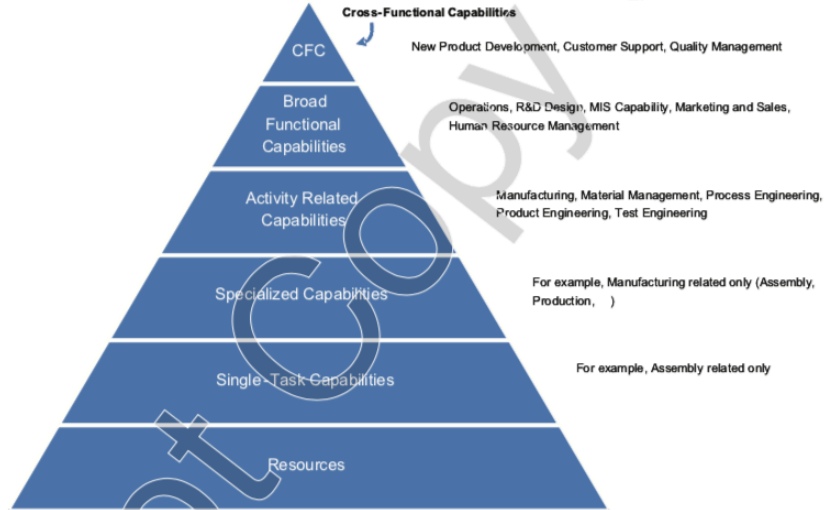 Cross-Functional Capabilities
CFC
New Product Development, Customer Support, Quality Management
Broad
Functional
Capabilities
Operations, R&D Design, MIS Capability, Marketing and Sales,
Human Resource Management
Activity Related
Capabilities
Manufacturing, Material Management, Process Engineering,
Product Engineering, Test Engineering
Specialized Capabilities
For example, Manufacturing related only (Assembly,
Production, )
Single-Task Capabilities
For example, Assembly related only
Resources
Copy